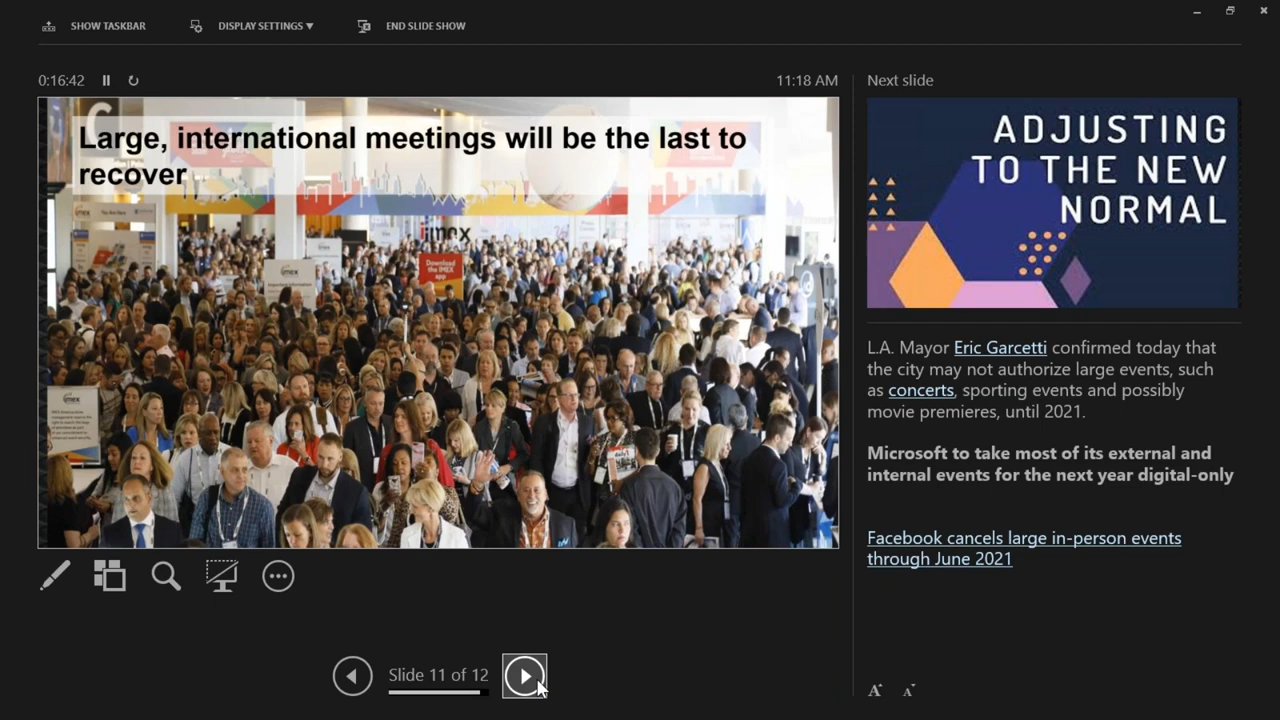 SHOW TASKBAR
DISPLAY SETTINGS ▼
END SLIDE SHOW
0:16:42
11:18 AM
Next slide
C
Large, international meetings will be the last to
recover
imex
imex
Download
the IMEX
app
imex
imex
ADJUSTING
TO THE NEW
NORMAL
L.A. Mayor Eric Garcetti confirmed today that
the city may not authorize large events, such
as concerts, sporting events and possibly
movie premieres, until 2021.
Microsoft to take most of its external and
internal events for the next year digital-only
Facebook cancels large in-person events
through June 2021
Slide 11 of 12
A A